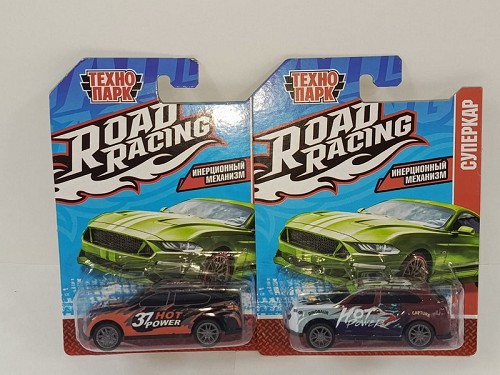 ТЕХНО
ПАРК
ROAD
RACING
ИНЕРЦИОННЫЙ
МЕХАНИЗМ
37 HOT
POWER
ТЕХНО
ПАРК
ROAD
RACING
ИНЕРЦИОННЫЙ
МЕХАНИЗМ
СУПЕРКАР
HOT
POWER